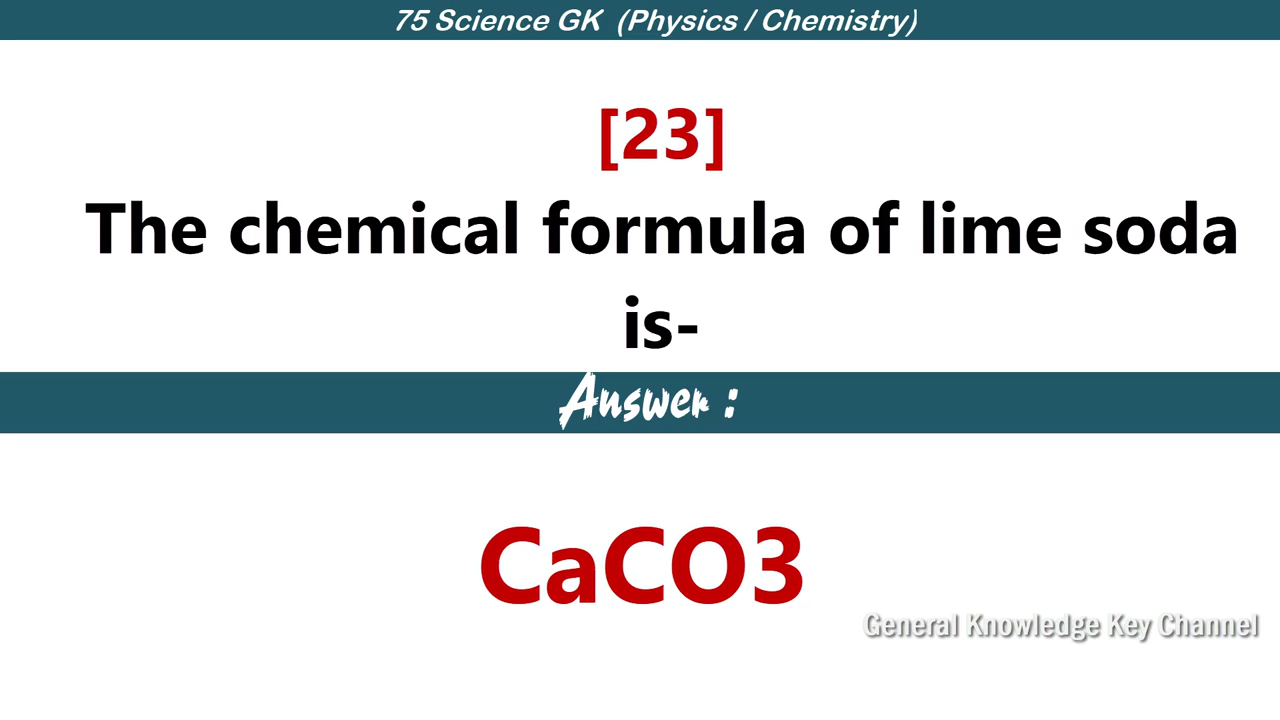 75 Science GK (Physics / Chemistry)
[23]
The chemical formula of lime soda
is-
Answer :
CaCO3
General Knowledge Key Channel